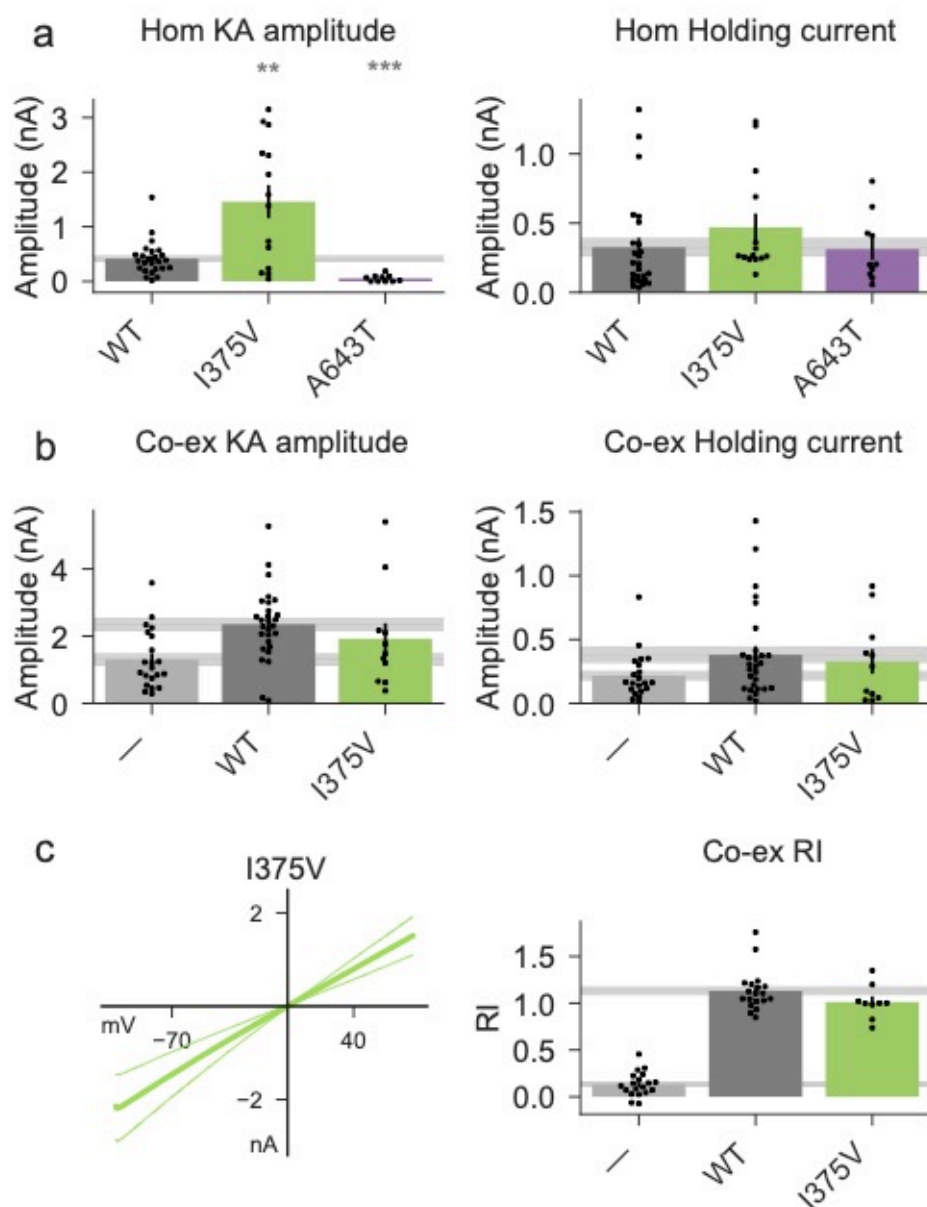 a
Hom KA amplitude
** ***
Amplitude (nA)
3
2
1
0
WT
I375V
A643T
Hom Holding current
Amplitude (nA)
1.0
0.5
0.0
WT
I375V
A643T
b
Co-ex KA amplitude
Amplitude (nA)
4
2
0
—
WT
I375V
Co-ex Holding current
Amplitude (nA)
1.5
1.0
0.5
0.0
—
WT
I375V
c
I375V
2
mV
−70
40
−2
nA
Co-ex RI
RI
1.5
1.0
0.5
0.0
—
WT
I375V